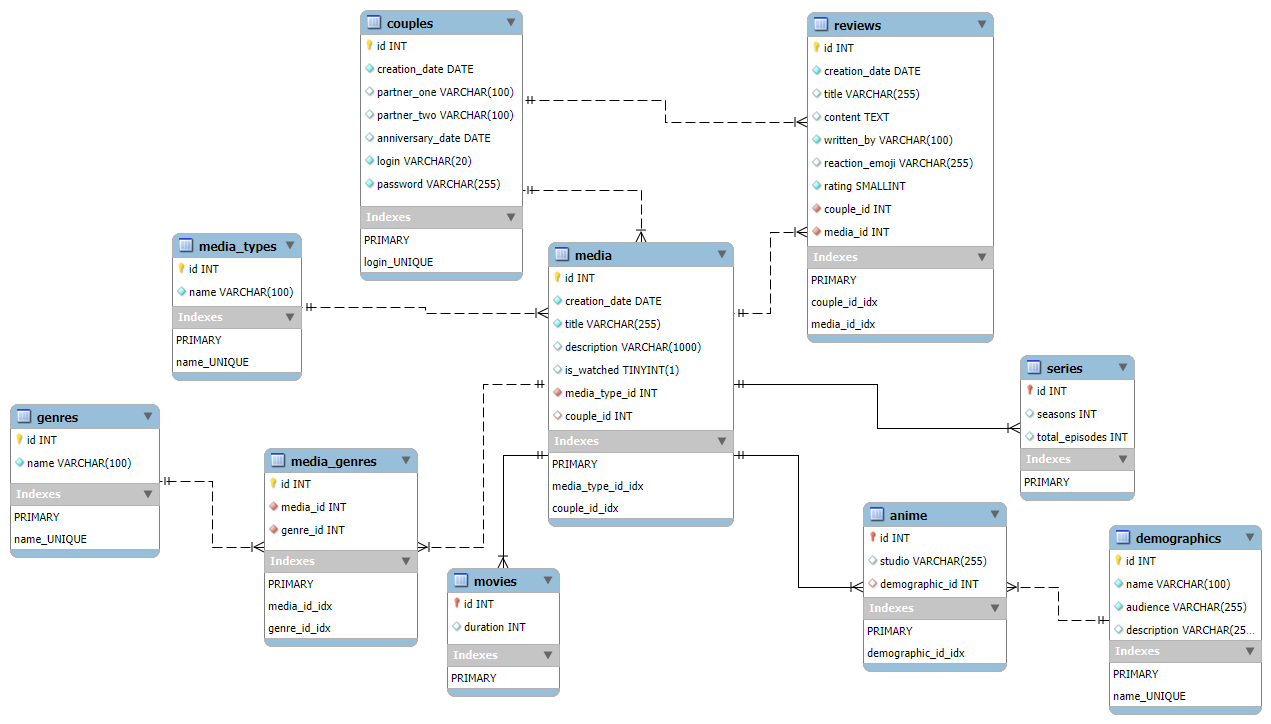 couples
id INT
creation_date DATE
partner_one VARCHAR(100)
partner_two VARCHAR(100)
anniversary_date DATE
login VARCHAR(20)
password VARCHAR(255)
Indexes
PRIMARY
login_UNIQUE
reviews
id INT
creation_date DATE
title VARCHAR(255)
content TEXT
written_by VARCHAR(100)
reaction_emoji VARCHAR(255)
rating SMALLINT
couple_id INT
media_id INT
Indexes
PRIMARY
couple_id_idx
media_id_idx
media_types
id INT
name VARCHAR(100)
Indexes
PRIMARY
name_UNIQUE
media
id INT
creation_date DATE
title VARCHAR(255)
description VARCHAR(1000)
is_watched TINYINT(1)
media_type_id INT
couple_id INT
Indexes
PRIMARY
media_type_id_idx
couple_id_idx
series
id INT
seasons INT
total_episodes INT
Indexes
PRIMARY
genres
id INT
name VARCHAR(100)
Indexes
PRIMARY
name_UNIQUE
media_genres
id INT
media_id INT
genre_id INT
Indexes
PRIMARY
media_id_idx
genre_id_idx
movies
id INT
duration INT
Indexes
PRIMARY
anime
id INT
studio VARCHAR(255)
demographic_id INT
Indexes
PRIMARY
demographic_id_idx
demographics
id INT
name VARCHAR(100)
audience VARCHAR(255)
description VARCHAR(25...
Indexes
PRIMARY
name_UNIQUE